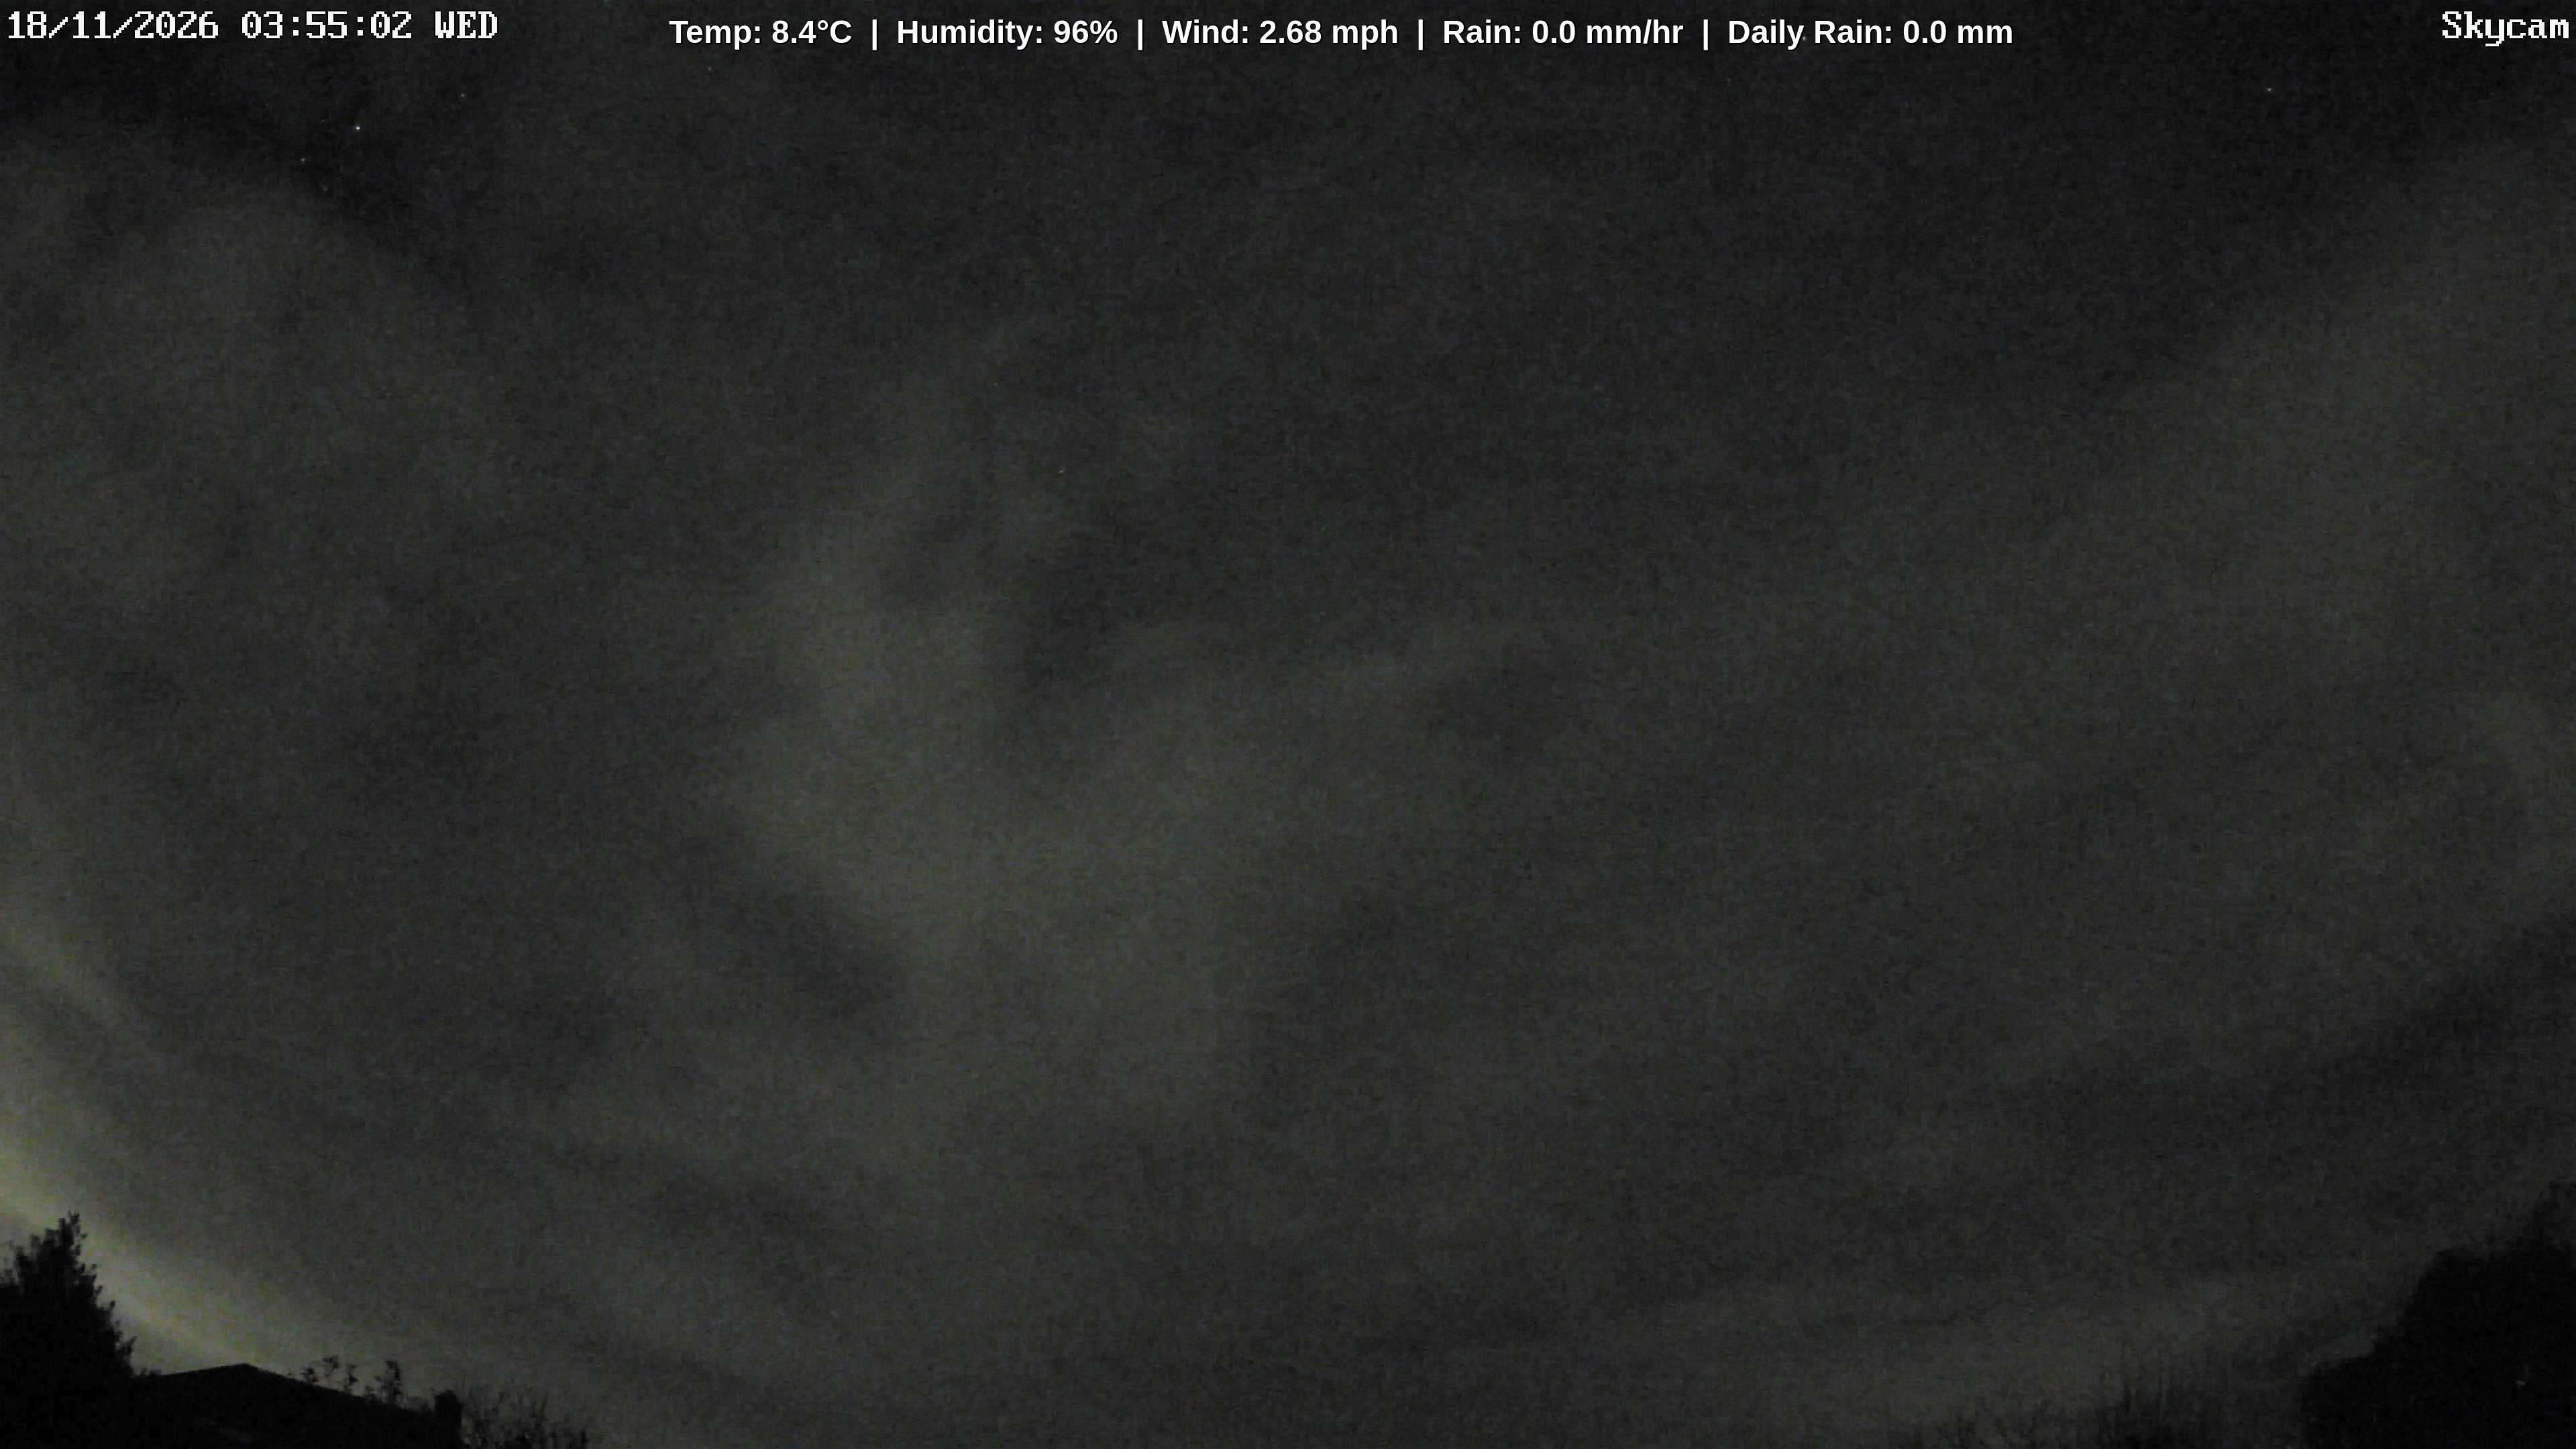 18/11/2026 03:55:02 WED
Temp: 8.4°C | Humidity: 96% | Wind: 2.68 mph | Rain: 0.0 mm/hr | Daily Rain: 0.0 mm
Skycam